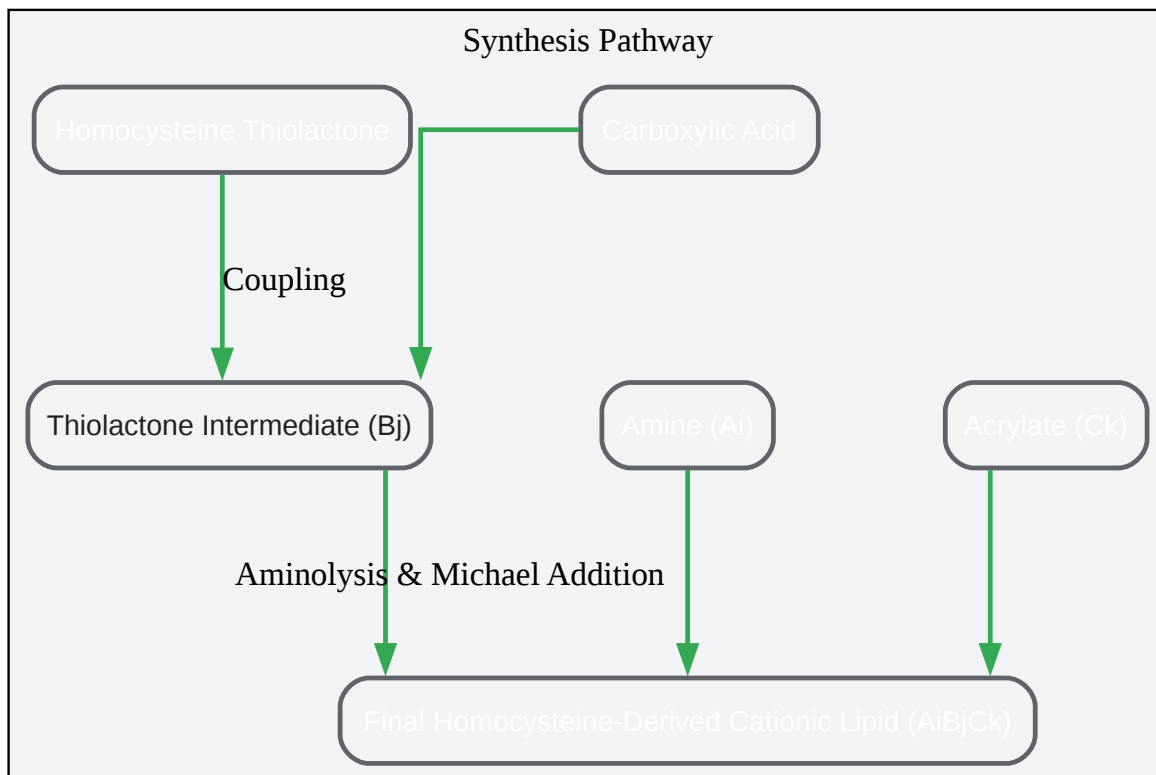 Synthesis Pathway
Homocysteine Thiolactone
Carboxylic Acid
Coupling
Thiolactone Intermediate (Bj)
Amine (Ai)
Acrylate (Ck)
Aminolysis & Michael Addition
Final Homocysteine-Derived Cationic Lipid (AiBjCk)